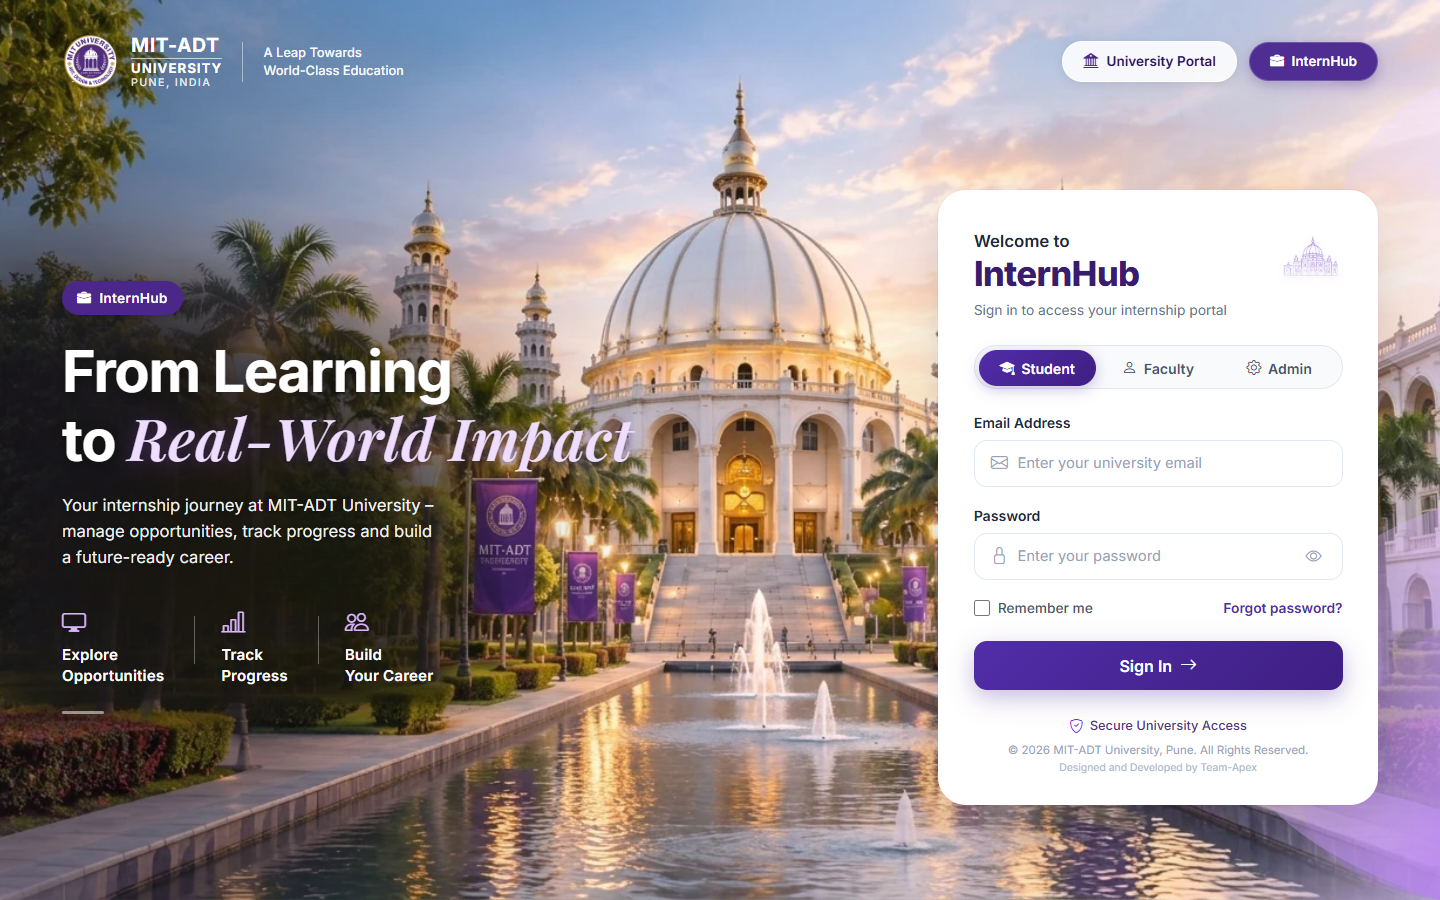 MIT-ADT
UNIVERSITY
PUNE, INDIA
A Leap Towards
World-Class Education
University Portal
InternHub
InternHub
From Learning
to Real-World Impact
Your internship journey at MIT-ADT University –
manage opportunities, track progress and build
a future-ready career.
Explore
Opportunities
Track
Progress
Build
Your Career
MIT-ADT
Welcome to
InternHub
Sign in to access your internship portal
Student
Faculty
Admin
Email Address
Enter your university email
Password
Enter your password
Remember me
Forgot password?
Sign In
Secure University Access
© 2026 MIT-ADT University, Pune. All Rights Reserved.
Designed and Developed by Team-Apex